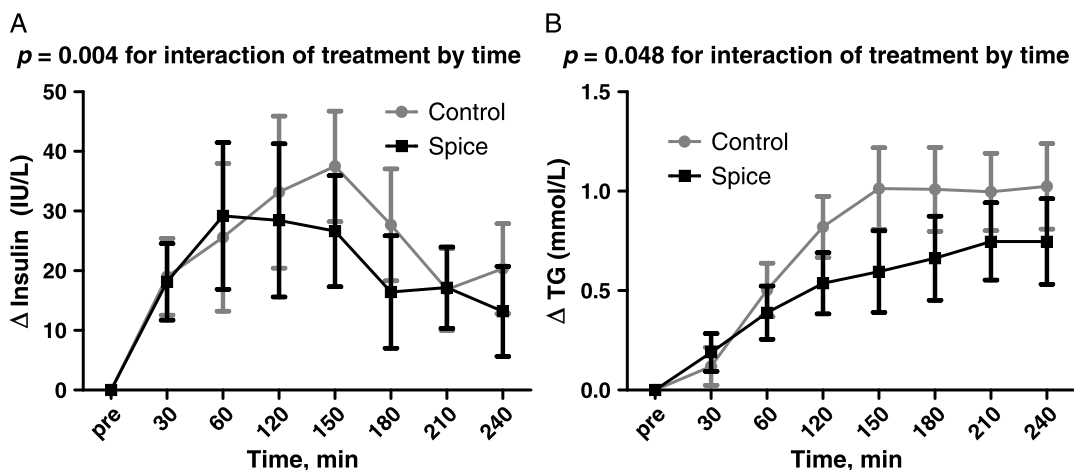 A
p = 0.004 for interaction of treatment by time
50
40
30
20
10
0
Δ Insulin (IU/L)
Control
Spice
pre
30
60
120
150
180
210
240
Time, min
B
p = 0.048 for interaction of treatment by time
1.5
1.0
0.5
0.0
Δ TG (mmol/L)
Control
Spice
pre
30
60
120
150
180
210
240
Time, min